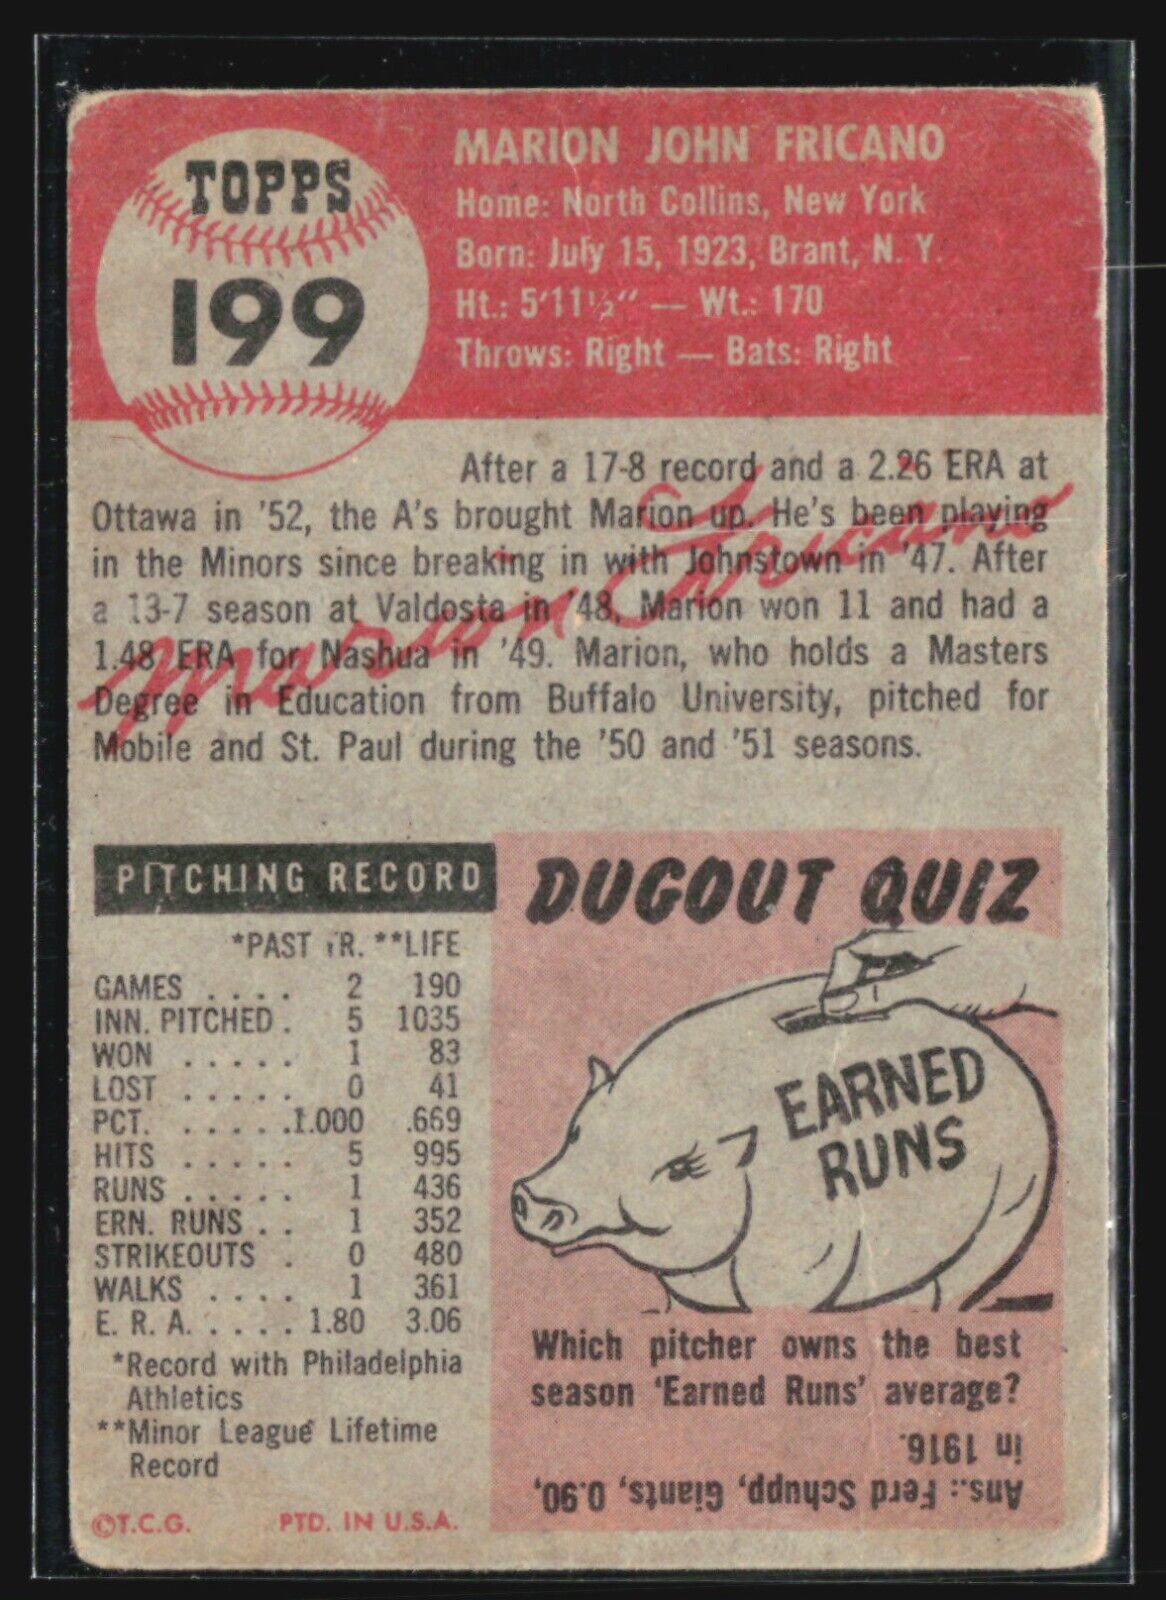 TOPPS
199
MARION JOHN FRICANO
Home: North Collins, New York
Born: July 15, 1923, Brant, N. Y.
Ht.: 5'11½" — Wt.: 170
Throws: Right — Bats: Right
After a 17-8 record and a 2.26 ERA at
Ottawa in '52, the A's brought Marion up. He's been playing
in the Minors since breaking in with Johnstown in '47. After
a 13-7 season at Valdosta in '48, Marion won 11 and had a
1.48 ERA for Nashua in '49. Marion, who holds a Masters
Degree in Education from Buffalo University, pitched for
Mobile and St. Paul during the '50 and '51 seasons.
Marion Fricano
PITCHING RECORD
*PAST YR. **LIFE
GAMES . . . . 2 190
INN. PITCHED . 5 1035
WON . . . . . 1 83
LOST . . . . . 0 41
PCT. . . . . . 1.000 .669
HITS . . . . . 5 995
RUNS . . . . . 1 436
ERN. RUNS . . 1 352
STRIKEOUTS . 0 480
WALKS . . . . 1 361
E. R. A. . . . . 1.80 3.06
*Record with Philadelphia
Athletics
**Minor League Lifetime
Record
©T.C.G. PTD. IN U.S.A.
DUGOUT QUIZ
EARNED
RUNS
Which pitcher owns the best
season 'Earned Runs' average?
Ans.: Ferd Schupp, Giants, 0.90,
in 1916.